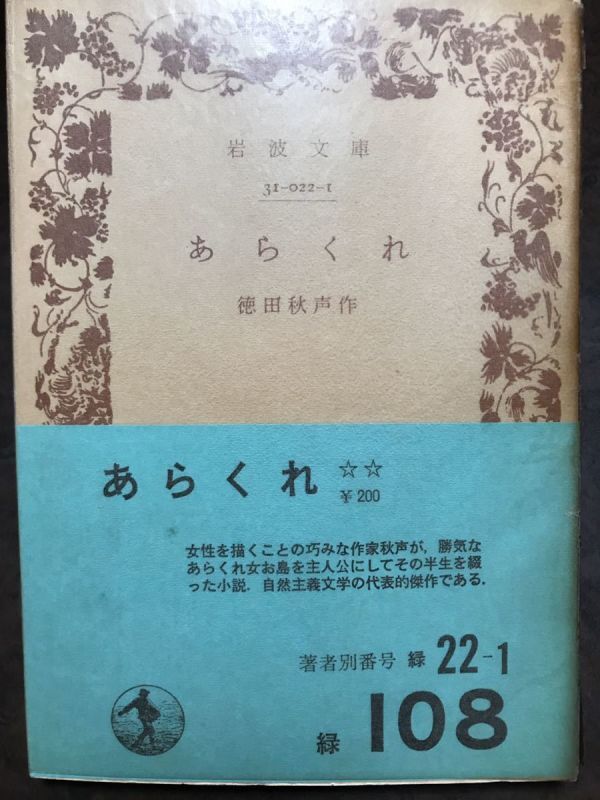 岩波文庫
31-022-1
あらくれ
徳田秋声作
あらくれ ☆☆
¥200
女性を描くことの巧みな作家秋声が，勝気な
あらくれ女お島を主人公にしてその半生を綴
った小説．自然主義文学の代表的傑作である．
著者別番号 緑 22-1
緑 108